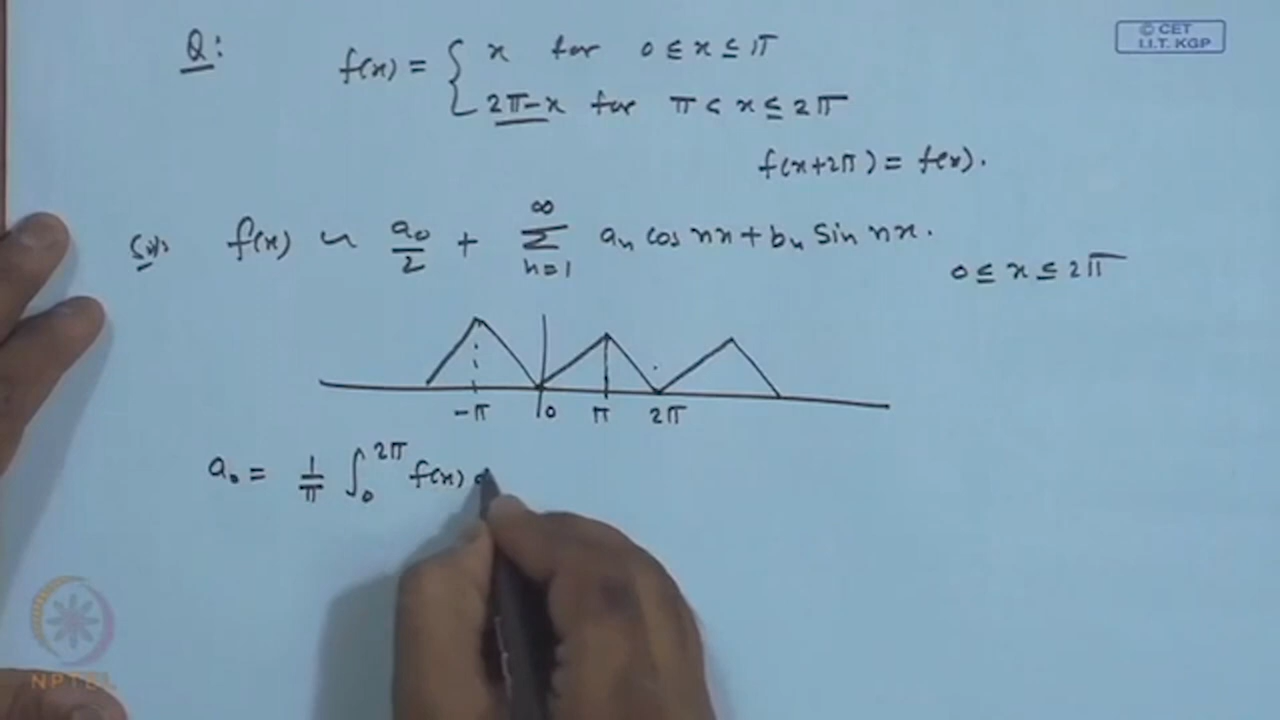 © CET
I.I.T. KGP
Q: f(x) = { x for 0 ≤ x ≤ π
2π-x for π < x ≤ 2π
f(x+2π) = f(x).
Sol: f(x) ~ a₀/2 + ∑_{n=1}^{∞} aₙ cos nx + bₙ sin nx.
0 ≤ x ≤ 2π
-π 0 π 2π
a₀ = 1/π ∫₀^{2π} f(x)
NPTEL